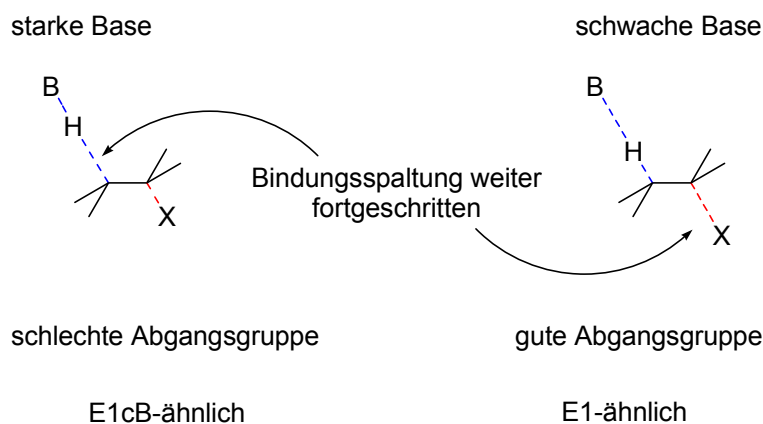 starke Base
schwache Base
B
H
X
B
H
X
Bindungsspaltung weiter
fortgeschritten
schlechte Abgangsgruppe
gute Abgangsgruppe
E1cB-ähnlich
E1-ähnlich